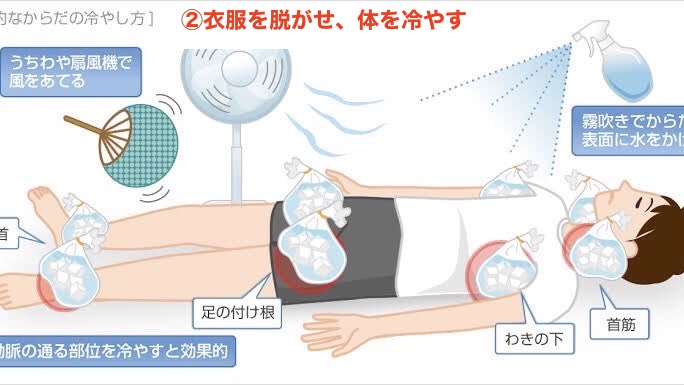 的なからだの冷やし方］
②衣服を脱がせ、体を冷やす
うちわや扇風機で
風をあてる
霧吹きでからだ
表面に水をかけ
首
足の付け根
わきの下
首筋
動脈の通る部位を冷やすと効果的